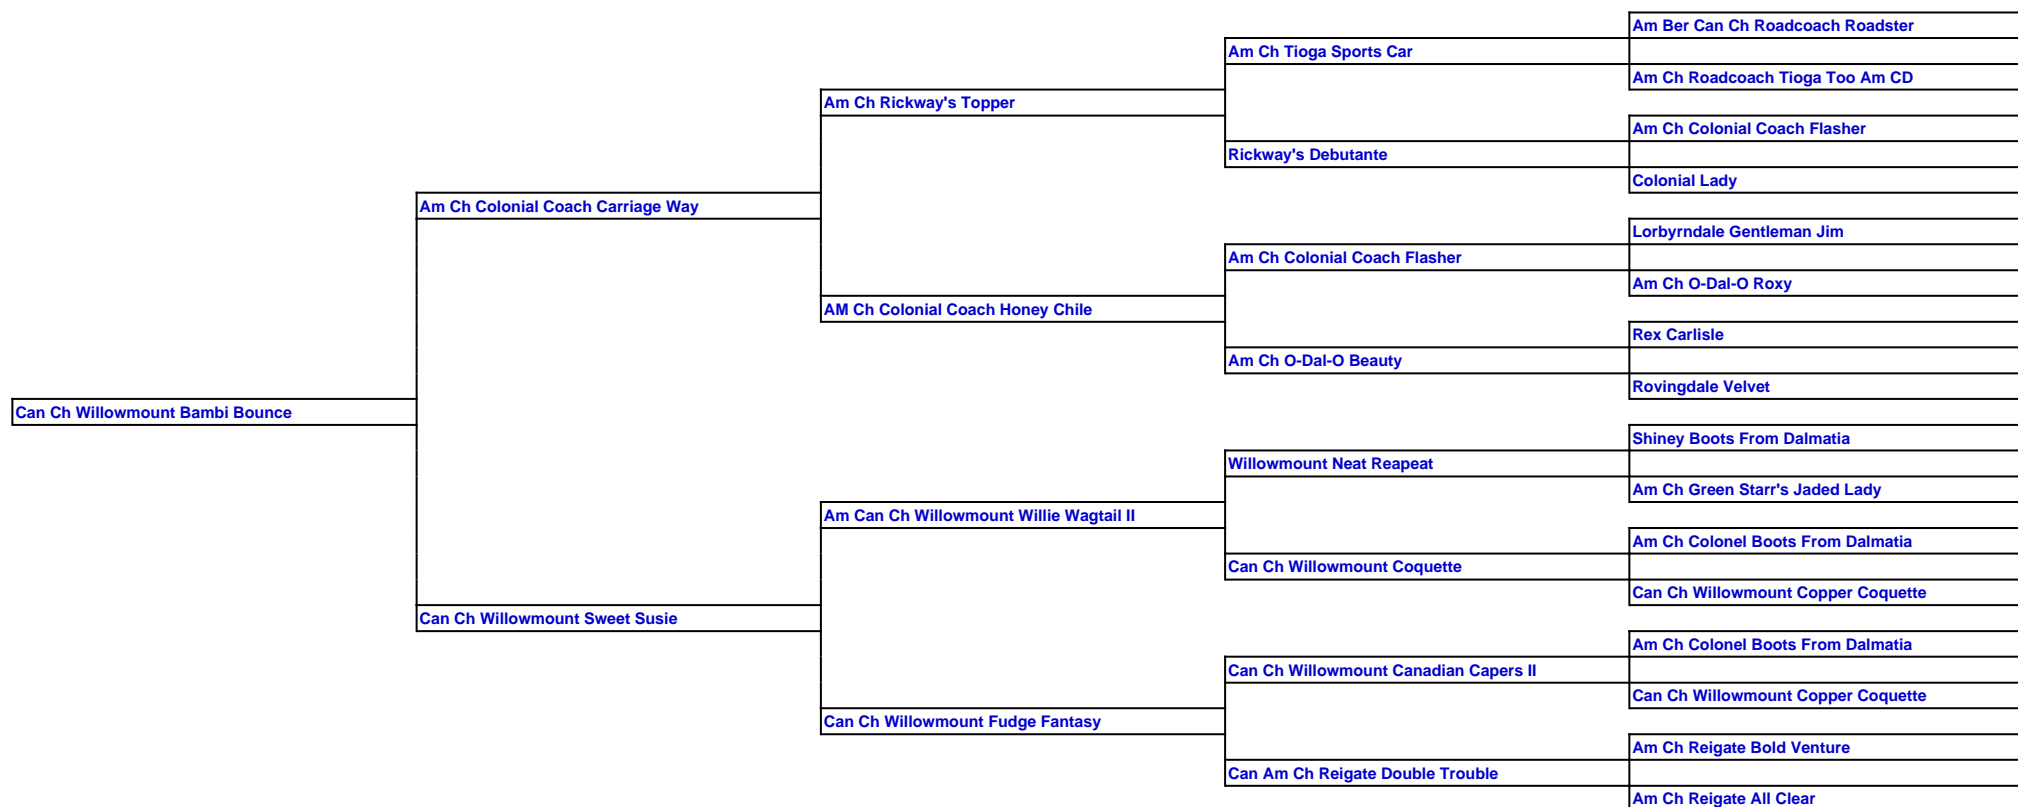 Am Ber Can Ch Roadcoach Roadster
Am Ch Tioga Sports Car
Am Ch Roadcoach Tioga Too Am CD
Am Ch Rickway's Topper
Am Ch Colonial Coach Flasher
Rickway's Debutante
Colonial Lady
Am Ch Colonial Coach Carriage Way
Lorbyrndale Gentleman Jim
Am Ch Colonial Coach Flasher
Am Ch O-Dal-O Roxy
AM Ch Colonial Coach Honey Chile
Rex Carlisle
Am Ch O-Dal-O Beauty
Rovingdale Velvet
Can Ch Willowmount Bambi Bounce
Shiney Boots From Dalmatia
Willowmount Neat Reapeat
Am Ch Green Starr's Jaded Lady
Am Can Ch Willowmount Willie Wagtail II
Am Ch Colonel Boots From Dalmatia
Can Ch Willowmount Coquette
Can Ch Willowmount Copper Coquette
Can Ch Willowmount Sweet Susie
Am Ch Colonel Boots From Dalmatia
Can Ch Willowmount Canadian Capers II
Can Ch Willowmount Copper Coquette
Can Ch Willowmount Fudge Fantasy
Am Ch Reigate Bold Venture
Can Am Ch Reigate Double Trouble
Am Ch Reigate All Clear